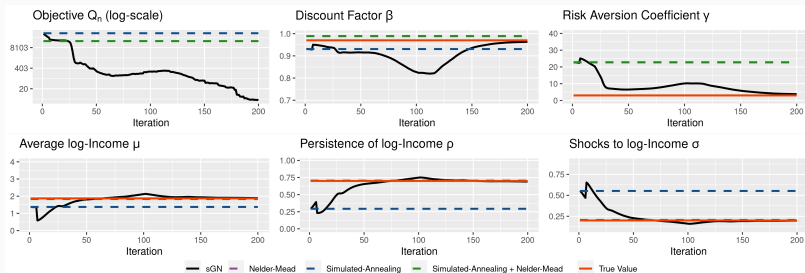 Objective Qn (log-scale)
Discount Factor β
Risk Aversion Coefficient γ
8103
403
20
0 50 100 150 200
Iteration
1.0
0.9
0.8
0.7
0 50 100 150 200
Iteration
40
30
20
10
0
0 50 100 150 200
Iteration
Average log-Income μ
Persistence of log-Income ρ
Shocks to log-Income σ
4
3
2
1
0
0 50 100 150 200
Iteration
1.00
0.75
0.50
0.25
0.00
0 50 100 150 200
Iteration
0.75
0.50
0.25
0 50 100 150 200
Iteration
sGN Nelder-Mead Simulated-Annealing Simulated-Annealing + Nelder-Mead True Value